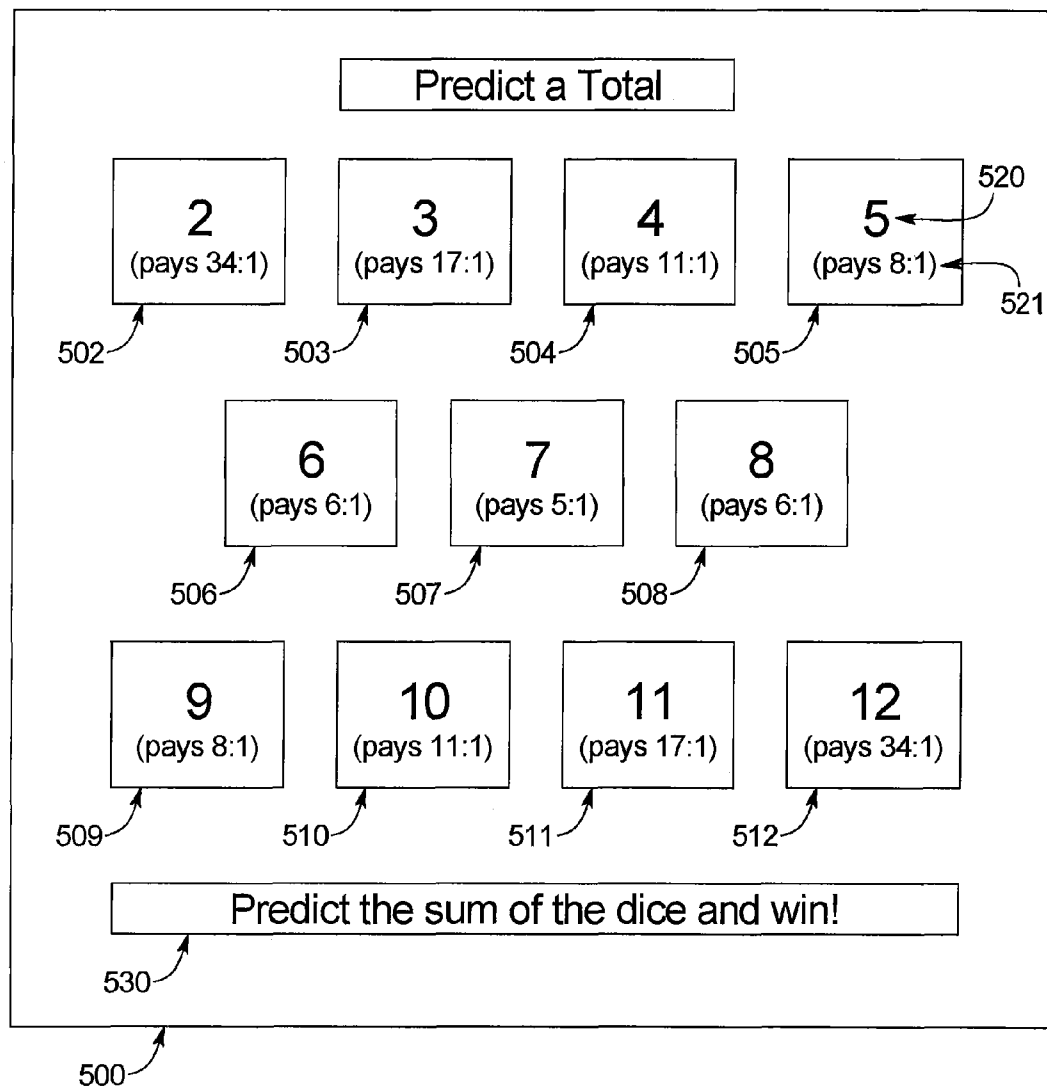 Predict a Total
2 3 4 5 520
(pays 34:1) (pays 17:1) (pays 11:1) (pays 8:1)
521
502 503 504 505
6 7 8
(pays 6:1) (pays 5:1) (pays 6:1)
506 507 508
9 10 11 12
(pays 8:1) (pays 11:1) (pays 17:1) (pays 34:1)
509 510 511 512
Predict the sum of the dice and win!
530
500